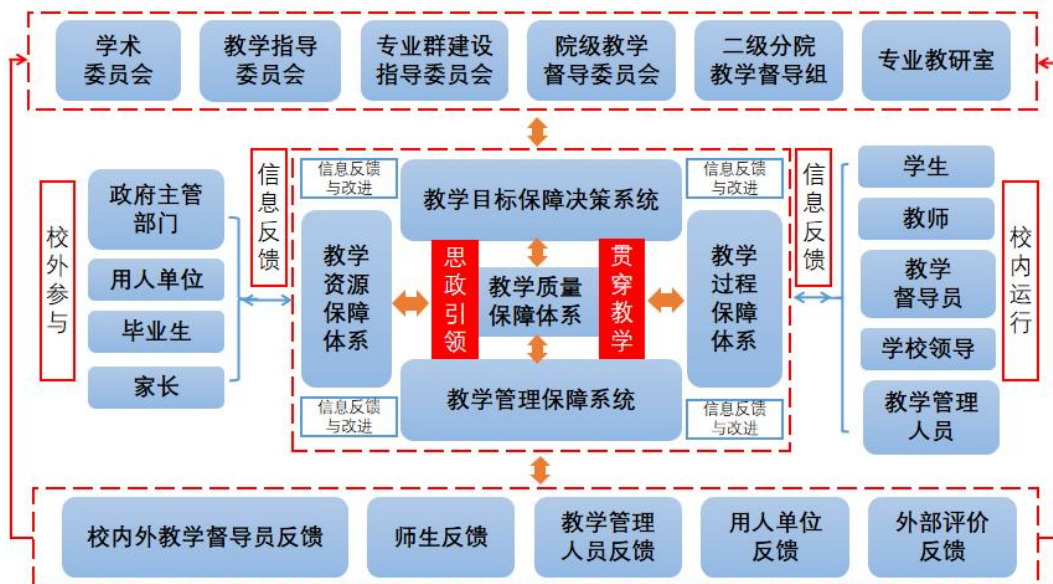 学术
委员会
教学指导
委员会
专业群建设
指导委员会
院级教学
督导委员会
二级分院
教学督导组
专业教研室
校外参与
政府主管
部门
用人单位
毕业生
家长
信息反馈
信息反馈
与改进
教学目标保障决策系统
信息反馈
与改进
教学
资源
保障
体系
思政引领
教学质量
保障体系
贯穿教学
教学
过程
保障
体系
信息反馈
与改进
教学管理保障系统
信息反馈
与改进
信息反馈
学生
教师
教学
督导员
学校领导
教学管理
人员
校内运行
校内外教学督导员反馈
师生反馈
教学管理
人员反馈
用人单位
反馈
外部评价
反馈